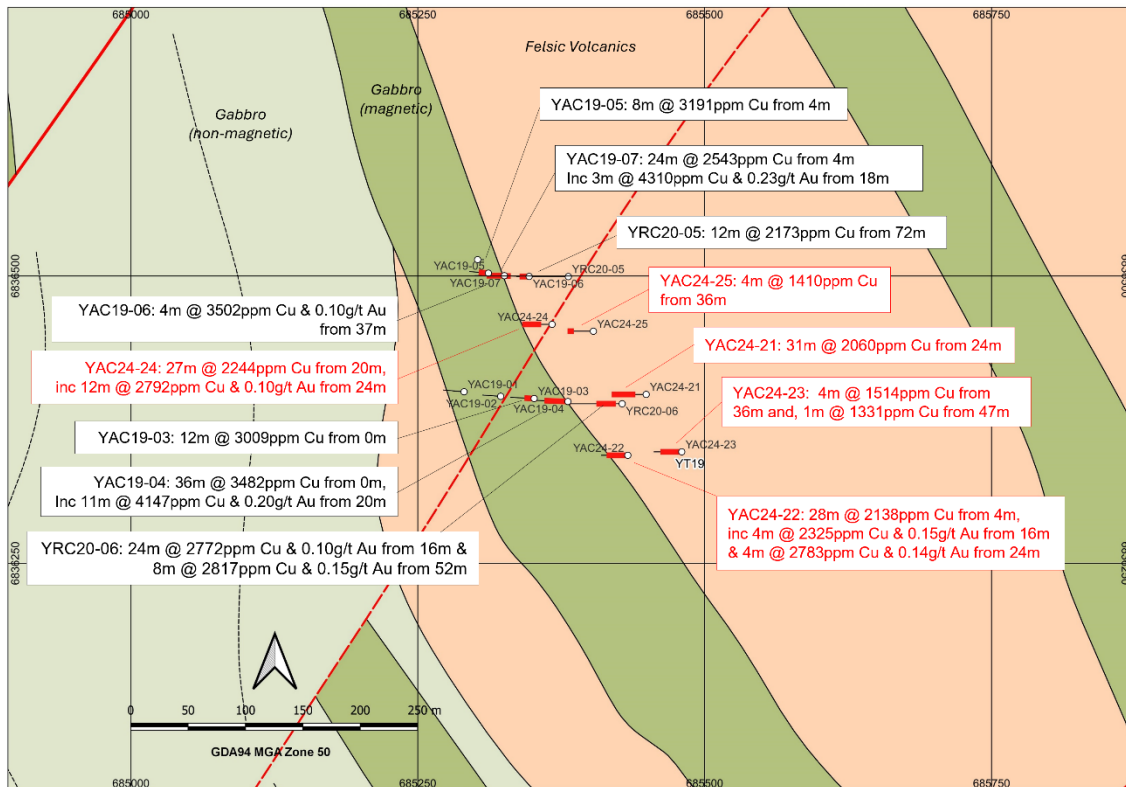 685000
685250
685500
685750
Felsic Volcanics
Gabbro
(magnetic)
Gabbro
(non-magnetic)
YAC19-05: 8m @ 3191ppm Cu from 4m
YAC19-07: 24m @ 2543ppm Cu from 4m
Inc 3m @ 4310ppm Cu & 0.23g/t Au from 18m
YRC20-05: 12m @ 2173ppm Cu from 72m
6836500
YAC19-05
YAC19-07
YAC19-06
YRC20-05
6836500
YAC19-06: 4m @ 3502ppm Cu & 0.10g/t Au
from 37m
YAC24-25: 4m @ 1410ppm Cu
from 36m
YAC24-24
YAC24-25
YAC24-24: 27m @ 2244ppm Cu from 20m,
inc 12m @ 2792ppm Cu & 0.10g/t Au from 24m
YAC24-21: 31m @ 2060ppm Cu from 24m
YAC19-01
YAC19-02
YAC19-03
YAC19-04
YAC24-21
YRC20-06
YAC24-23: 4m @ 1514ppm Cu from
36m and, 1m @ 1331ppm Cu from 47m
YAC19-03: 12m @ 3009ppm Cu from 0m
YAC24-22
YAC24-23
YT19
YAC19-04: 36m @ 3482ppm Cu from 0m,
Inc 11m @ 4147ppm Cu & 0.20g/t Au from 20m
YAC24-22: 28m @ 2138ppm Cu from 4m,
inc 4m @ 2325ppm Cu & 0.15g/t Au from 16m
& 4m @ 2783ppm Cu & 0.14g/t Au from 24m
YRC20-06: 24m @ 2772ppm Cu & 0.10g/t Au from 16m &
8m @ 2817ppm Cu & 0.15g/t Au from 52m
6836250
6836250
0 50 100 150 200 250 m
GDA94 MGA Zone 50
685000
685250
685500
685750